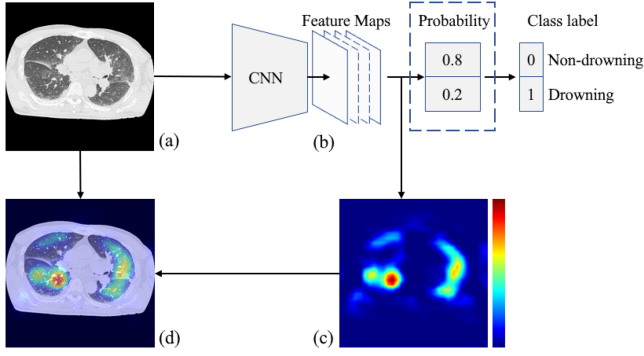 Feature Maps
Probability
Class label
CNN
0.8
0.2
0
Non-drowning
1
Drowning
(a)
(b)
(d)
(c)